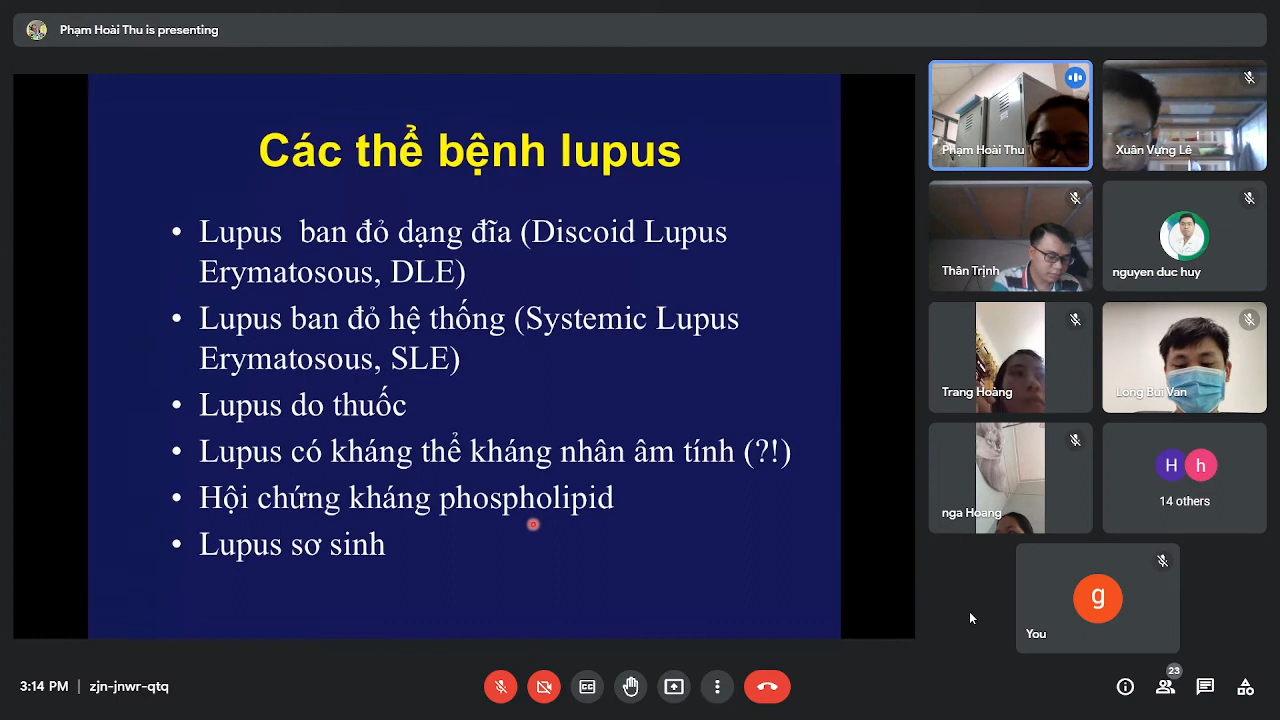 Phạm Hoài Thu is presenting
Các thể bệnh lupus
• Lupus ban đỏ dạng đĩa (Discoid Lupus
Erymatosous, DLE)
• Lupus ban đỏ hệ thống (Systemic Lupus
Erymatosous, SLE)
• Lupus do thuốc
• Lupus có kháng thể kháng nhân âm tính (?!)
• Hội chứng kháng phospholipid
• Lupus sơ sinh
Phạm Hoài Thu
Xuân Vựng Lê
Thân Trịnh
nguyen duc huy
Trang Hoàng
Long Bui Van
nga Hoang
H h
14 others
g
You
3:14 PM | zjn-jnwr-qtq
23